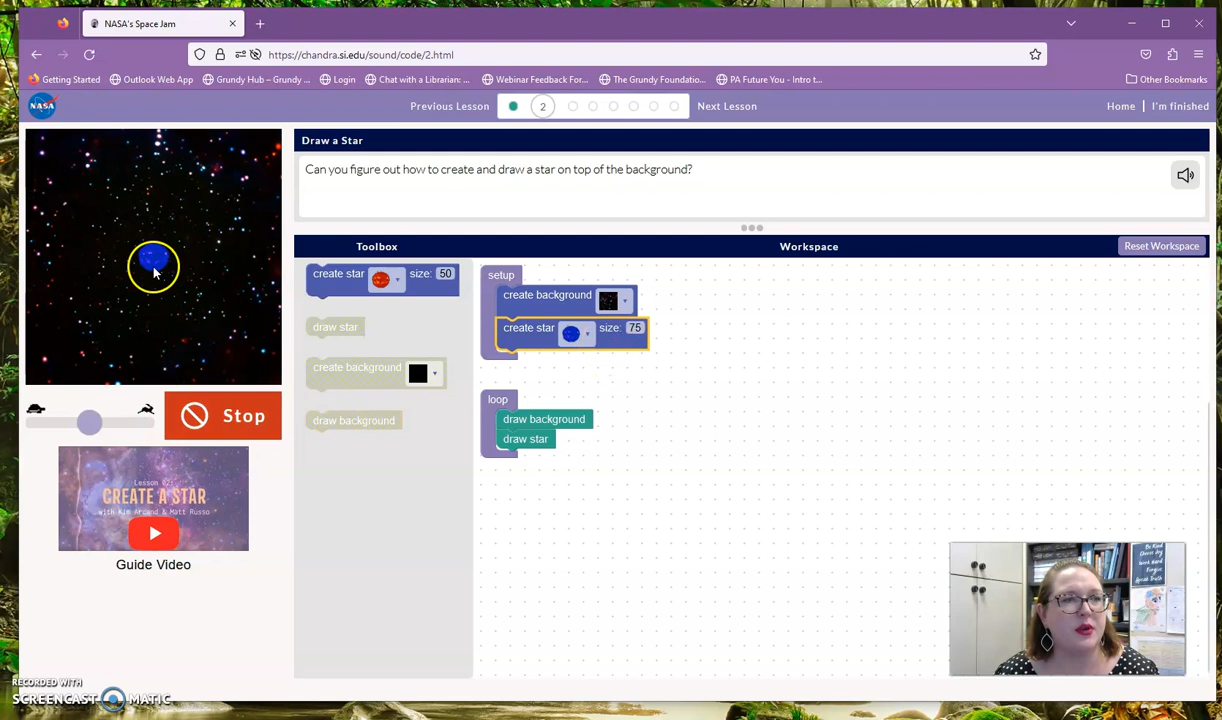 NASA's Space Jam
https://chandra.si.edu/sound/code/2.html
Getting Started
Outlook Web App
Grundy Hub – Grundy ...
Login
Chat with a Librarian: ...
Webinar Feedback For...
The Grundy Foundatio...
PA Future You - Intro t...
Other Bookmarks
NASA
Previous Lesson
2
Next Lesson
Home
I'm finished
Draw a Star
Can you figure out how to create and draw a star on top of the background?
Toolbox
Workspace
Reset Workspace
create star size: 50
draw star
create background
draw background
setup
create background
create star size: 75
loop
draw background
draw star
Stop
Lesson 02:
CREATE A STAR
with Kim Arcand & Matt Russo
Guide Video
RECORDED WITH
SCREENCAST MATIC